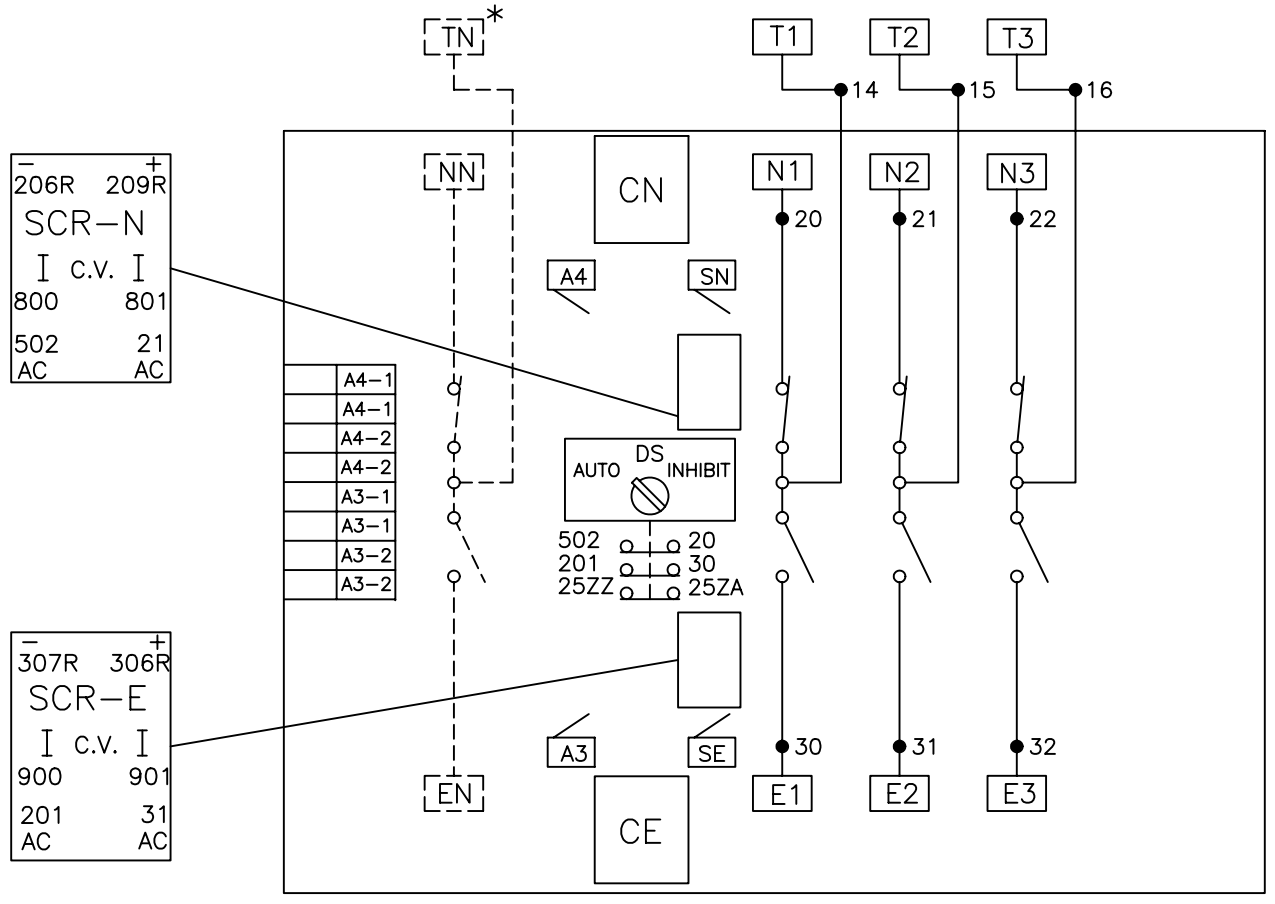 TN*
T1
T2
T3
14
15
16
NN
CN
N1
N2
N3
20
21
22
− +
206R 209R
SCR−N
I C.V. I
800 801
502 21
AC AC
A4
SN
A4−1
A4−1
A4−2
A4−2
A3−1
A3−1
A3−2
A3−2
DS
AUTO INHIBIT
502 20
201 30
25ZZ 25ZA
− +
307R 306R
SCR−E
I C.V. I
900 901
201 31
AC AC
A3
SE
30
31
32
EN
CE
E1
E2
E3